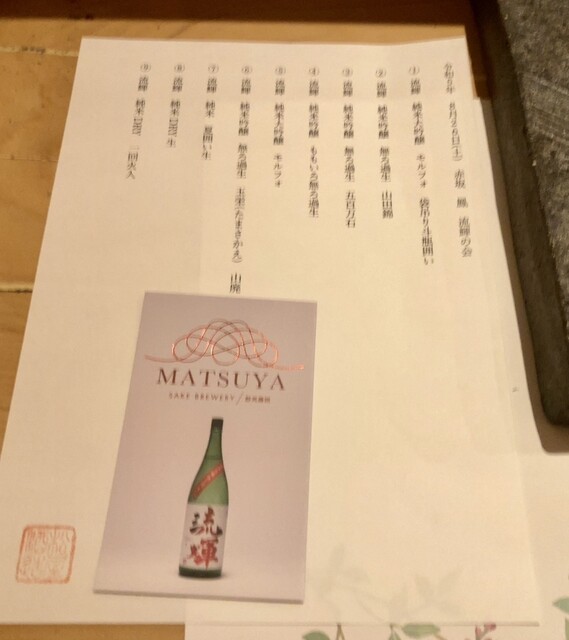 令和5年　8月26日(土)　赤坂　鳳　流輝の会
① 流輝　純米大吟醸　モルフォ　袋吊り斗瓶囲い
② 流輝　純米吟醸　無ろ過生　山田錦
③ 流輝　純米吟醸　無ろ過生　五百万石
④ 流輝　純米吟醸　ももいろ無ろ過生
⑤ 流輝　純米大吟醸　モルフォ
⑥ 流輝　純米吟醸　無ろ過生　玉栄(たまさかえ)　山廃
⑦ 流輝　純米　夏囲い生
⑧ 流輝　純米 DRY 生
⑨ 流輝　純米 DRY　二回火入
MATSUYA
SAKE BREWERY/
流輝